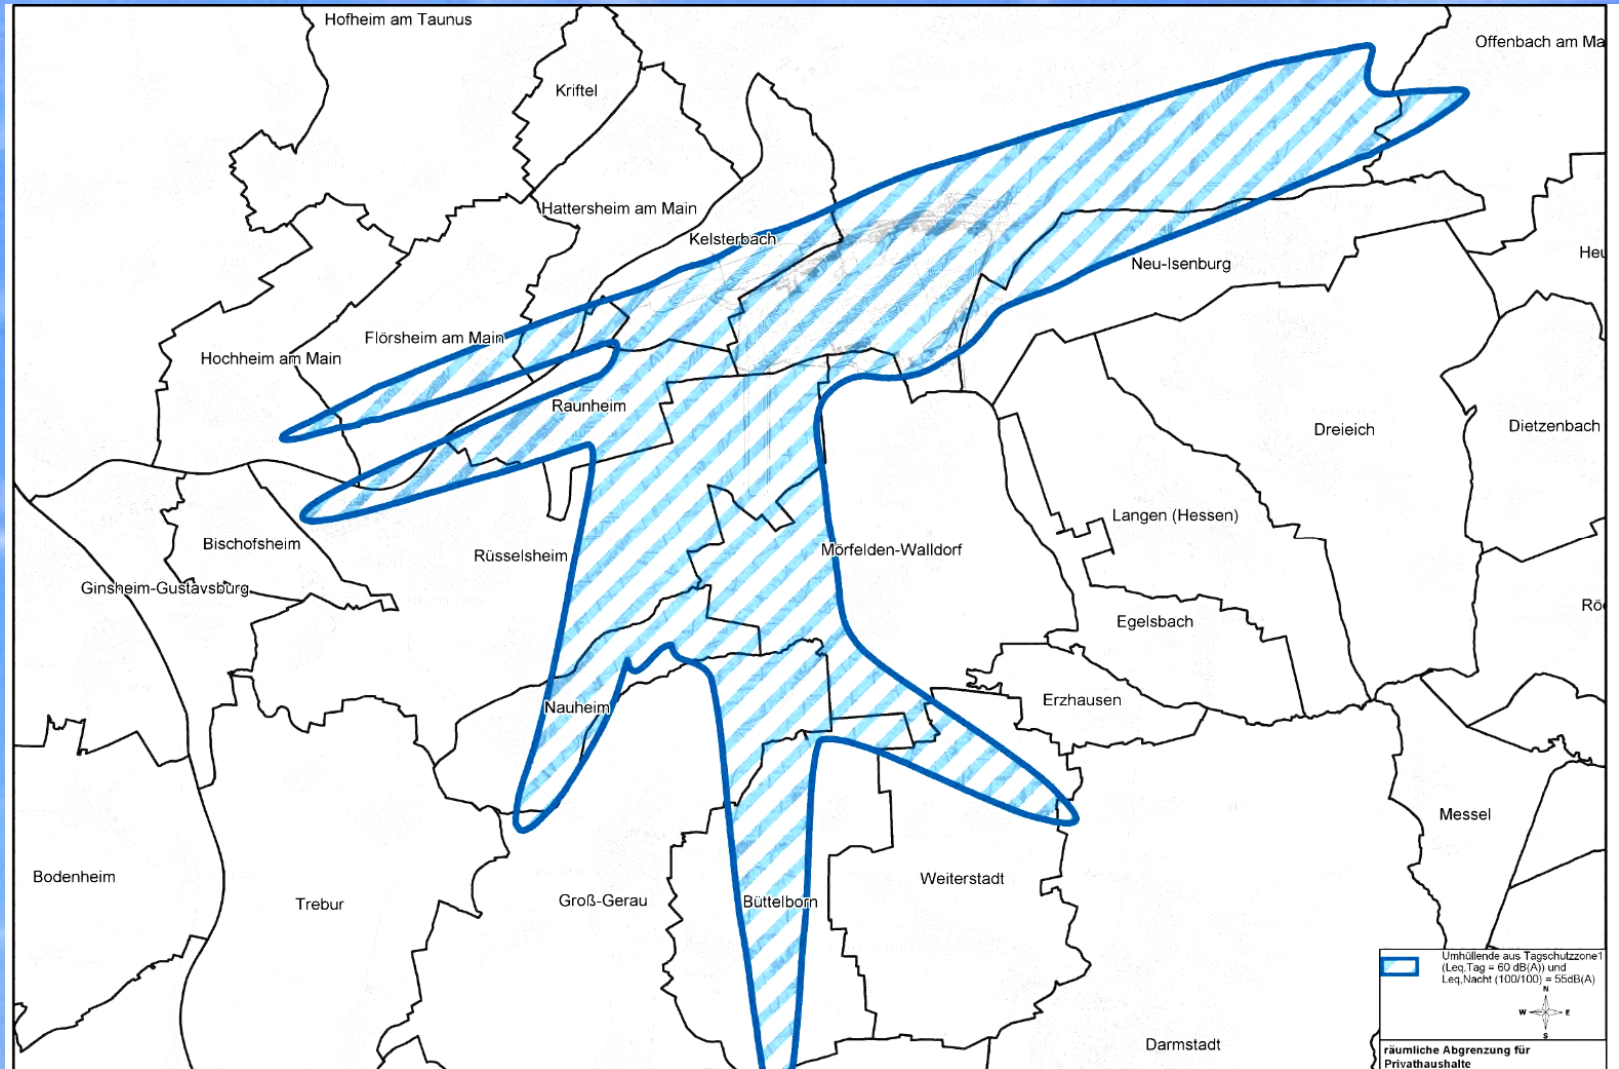 Hofheim am Taunus
Offenbach am Ma
Kriftel
Hattersheim am Main
Kelsterbach
Neu-Isenburg
Heu
Flörsheim am Main
Hochheim am Main
Raunheim
Dreieich
Dietzenbach
Langen (Hessen)
Bischofsheim
Rüsselsheim
Mörfelden-Walldorf
Ginsheim-Gustavsburg
Rö
Egelsbach
Erzhausen
Nauheim
Messel
Bodenheim
Weiterstadt
Trebur
Groß-Gerau
Büttelborn
Darmstadt
Umhüllende aus Tagschutzzone1
(Leq,Tag = 60 dB(A)) und
Leq,Nacht (100/100) = 55dB(A)
N
W E
S
räumliche Abgrenzung für
Privathaushalte